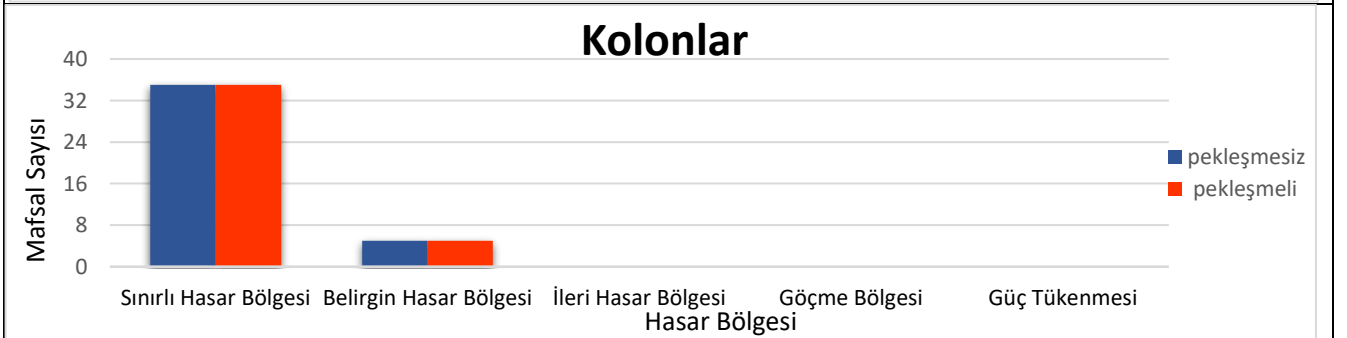 Kolonlar
40
32
24
16
8
0
Mafsal Sayısı
Sınırlı Hasar Bölgesi Belirgin Hasar Bölgesi İleri Hasar Bölgesi Göçme Bölgesi Güç Tükenmesi
Hasar Bölgesi
pekleşmesiz
pekleşmeli